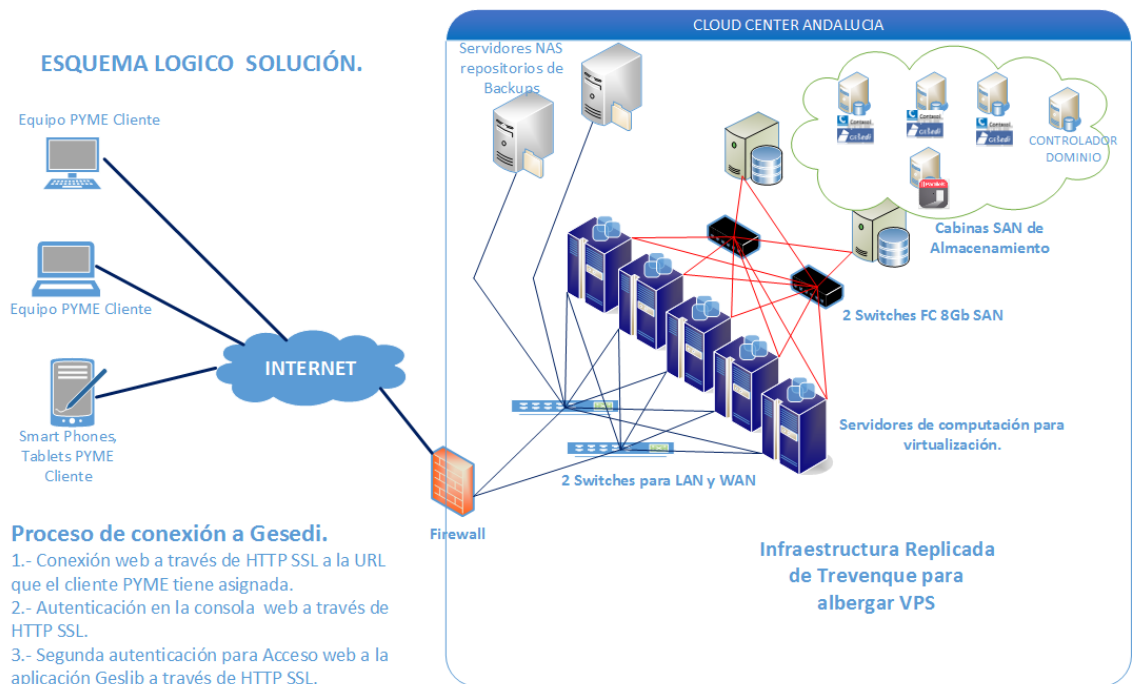 CLOUD CENTER ANDALUCIA
ESQUEMA LOGICO  SOLUCIÓN.
Servidores NAS
repositorios de
Backups
Equipo PYME Cliente
CONTROLADOR
DOMINIO
Cabinas SAN de
Almacenamiento
Equipo PYME Cliente
2 Switches FC 8Gb SAN
INTERNET
Smart Phones,
Tablets PYME
Cliente
Servidores de computación para
virtualización.
2 Switches para LAN y WAN
Firewall
Proceso de conexión a Gesedi.
1.- Conexión web a través de HTTP SSL a la URL
que el cliente PYME tiene asignada.
2.- Autenticación en la consola  web a través de
HTTP SSL.
3.- Segunda autenticación para Acceso web a la
aplicación Geslib a través de HTTP SSL.
Infraestructura Replicada
de Trevenque para
albergar VPS